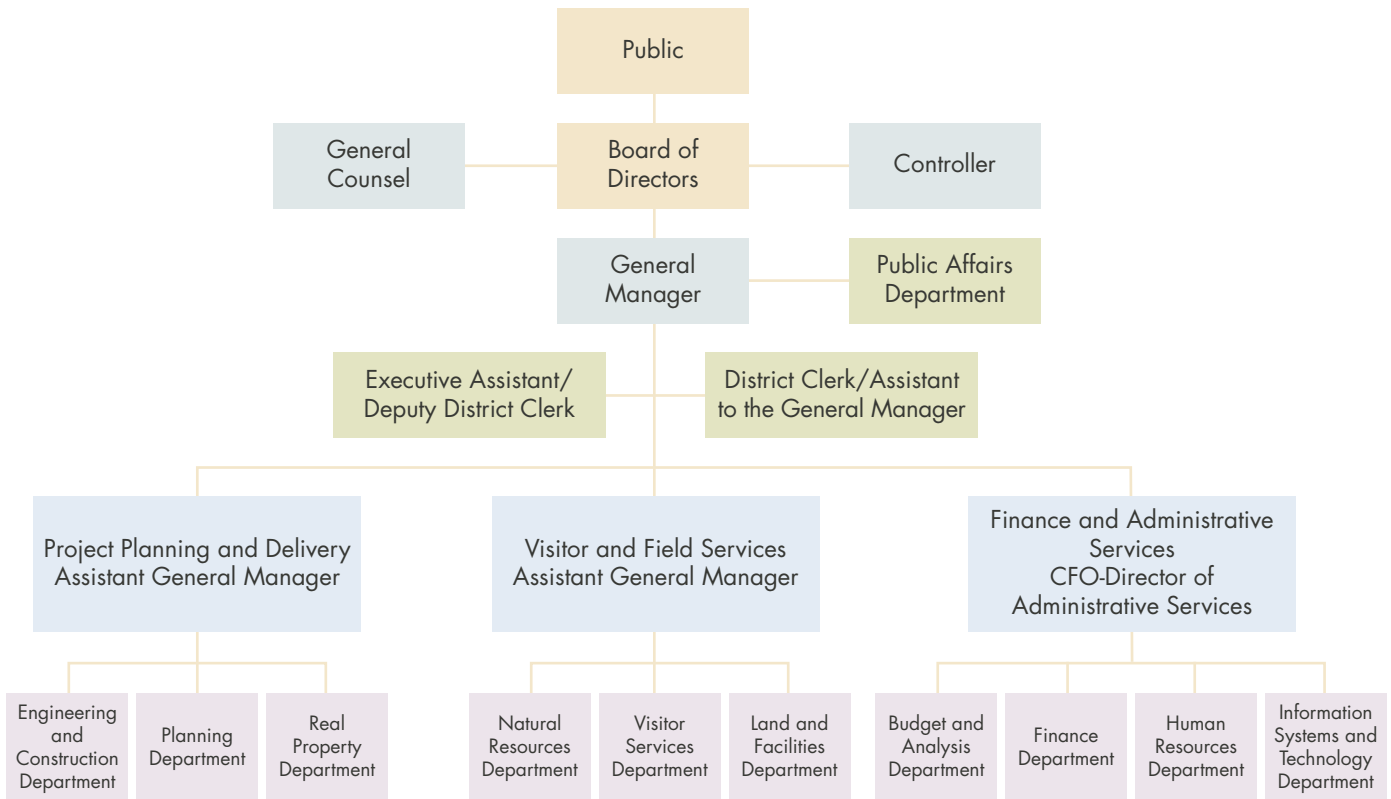 Public
General
Counsel
Board of
Directors
Controller
General
Manager
Public Affairs
Department
Executive Assistant/
Deputy District Clerk
District Clerk/Assistant
to the General Manager
Project Planning and Delivery
Assistant General Manager
Visitor and Field Services
Assistant General Manager
Finance and Administrative
Services
CFO-Director of
Administrative Services
Engineering
and
Construction
Department
Planning
Department
Real
Property
Department
Natural
Resources
Department
Visitor
Services
Department
Land and
Facilities
Department
Budget and
Analysis
Department
Finance
Department
Human
Resources
Department
Information
Systems and
Technology
Department